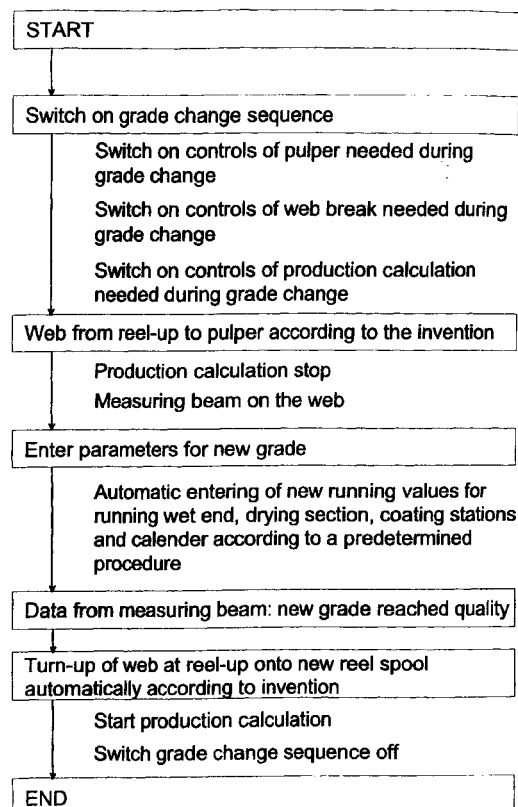 START
Switch on grade change sequence
Switch on controls of pulper needed during
grade change
Switch on controls of web break needed during
grade change
Switch on controls of production calculation
needed during grade change
Web from reel-up to pulper according to the invention
Production calculation stop
Measuring beam on the web
Enter parameters for new grade
Automatic entering of new running values for
running wet end, drying section, coating stations
and calender according to a predetermined
procedure
Data from measuring beam: new grade reached quality
Turn-up of web at reel-up onto new reel spool
automatically according to invention
Start production calculation
Switch grade change sequence off
END